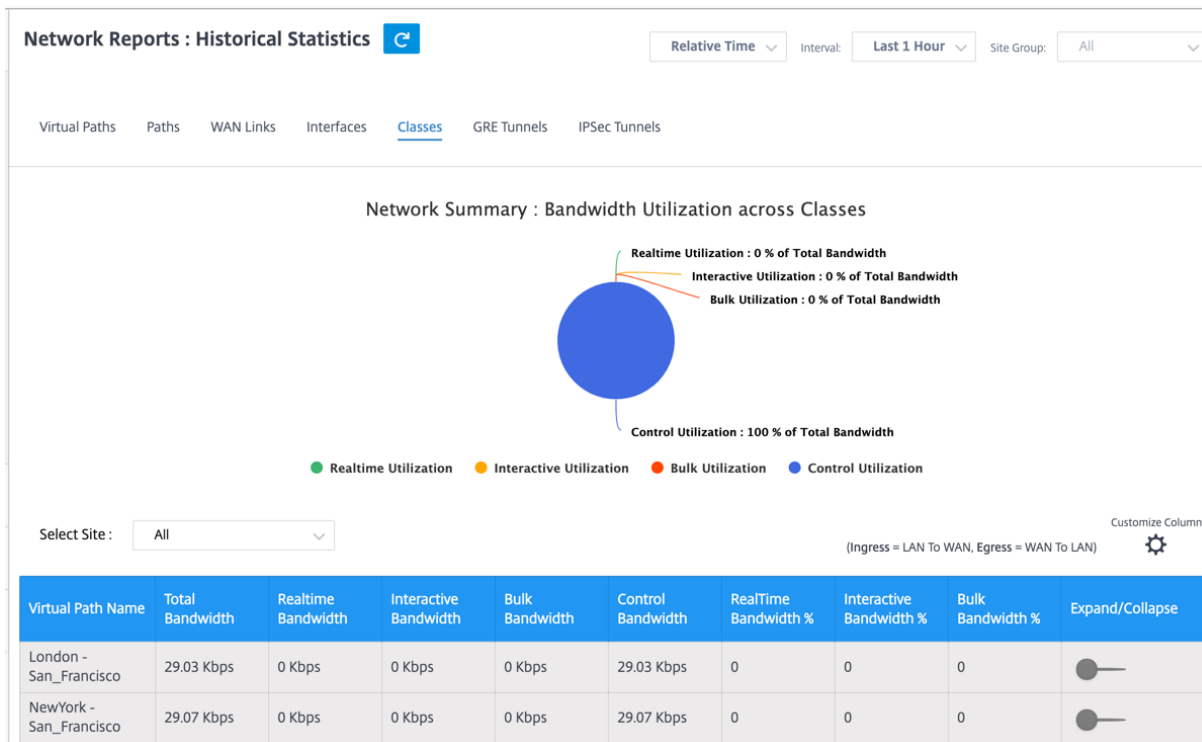 Network Reports : Historical Statistics
Relative Time
Interval:
Last 1 Hour
Site Group:
All
Virtual Paths
Paths
WAN Links
Interfaces
Classes
GRE Tunnels
IPSec Tunnels
Network Summary : Bandwidth Utilization across Classes
Realtime Utilization : 0 % of Total Bandwidth
Interactive Utilization : 0 % of Total Bandwidth
Bulk Utilization : 0 % of Total Bandwidth
Control Utilization : 100 % of Total Bandwidth
Realtime Utilization
Interactive Utilization
Bulk Utilization
Control Utilization
Select Site :
All
(Ingress = LAN To WAN, Egress = WAN To LAN)
Customize Column
Virtual Path Name
Total
Bandwidth
Realtime
Bandwidth
Interactive
Bandwidth
Bulk
Bandwidth
Control
Bandwidth
RealTime
Bandwidth %
Interactive
Bandwidth %
Bulk
Bandwidth %
Expand/Collapse
London -
San_Francisco
29.03 Kbps
0 Kbps
0 Kbps
0 Kbps
29.03 Kbps
0
0
0
NewYork -
San_Francisco
29.07 Kbps
0 Kbps
0 Kbps
0 Kbps
29.07 Kbps
0
0
0